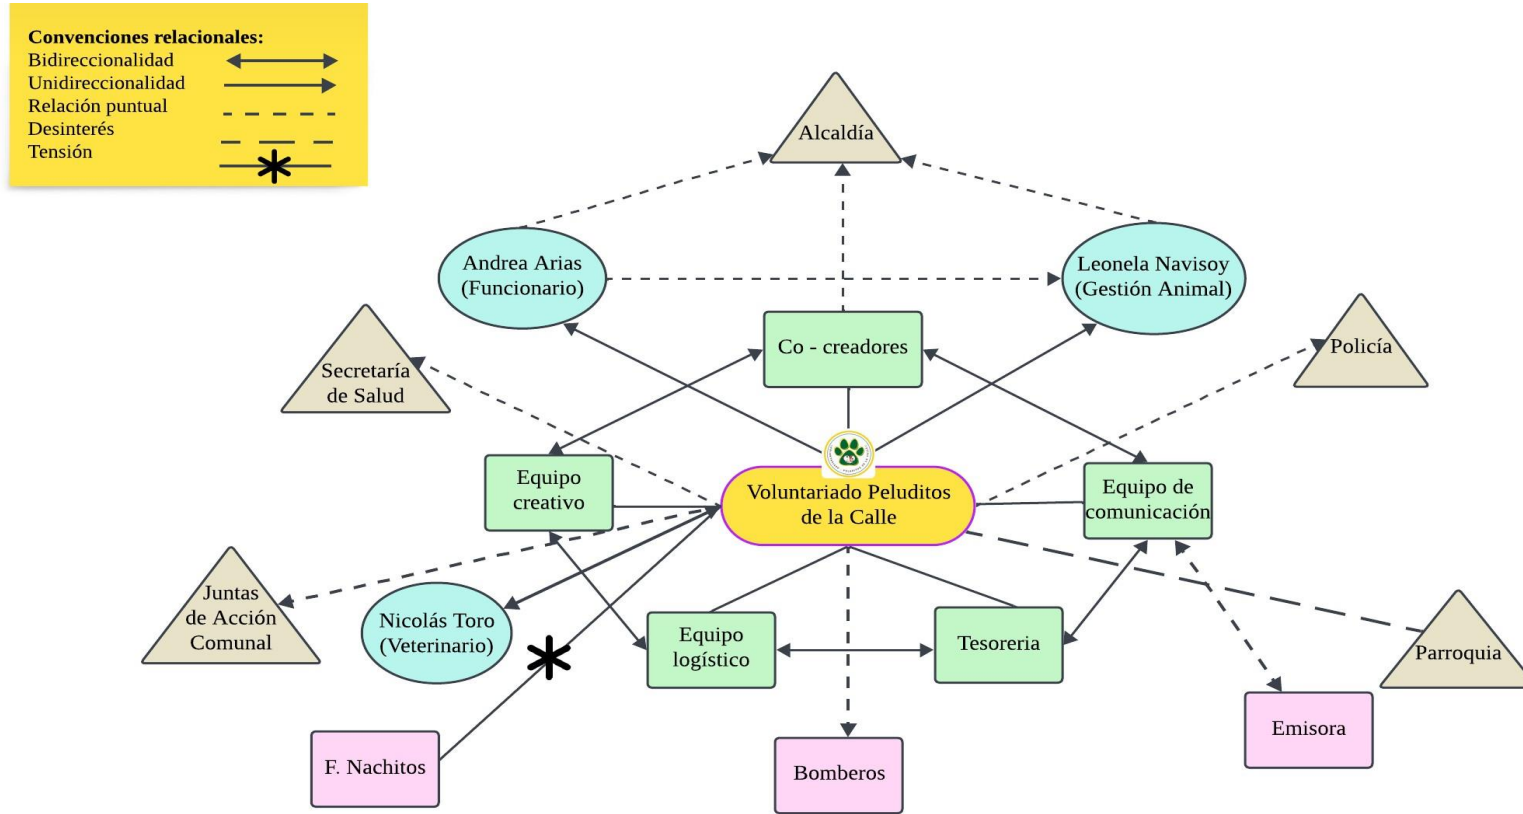 Convenciones relacionales:
Bidireccionalidad
Unidireccionalidad
Relación puntual
Desinterés
Tensión
Alcaldía
Andrea Arias
(Funcionario)
Leonela Navisoy
(Gestión Animal)
Co - creadores
Secretaría
de Salud
Policía
Equipo
creativo
Voluntariado Peluditos
de la Calle
Equipo de
comunicación
Juntas
de Acción
Comunal
Nicolás Toro
(Veterinario)
Equipo
logístico
Tesoreria
Parroquia
F. Nachitos
Bomberos
Emisora